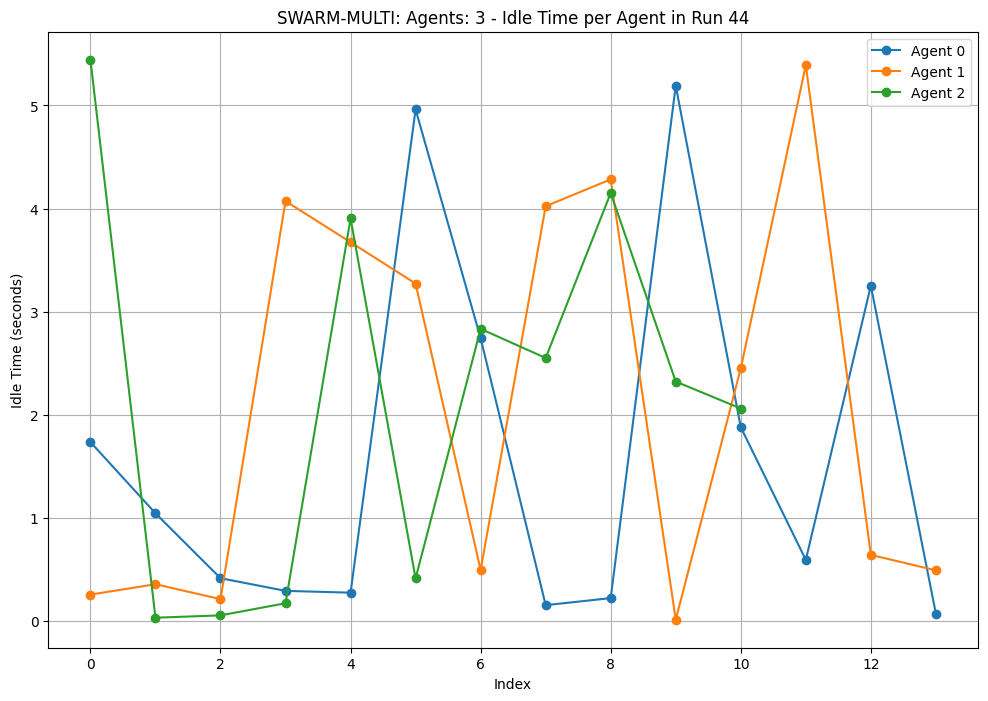 SWARM-MULTI: Agents: 3 - Idle Time per Agent in Run 44
Agent 0
Agent 1
Agent 2
Idle Time (seconds)
5
4
3
2
1
0
0 2 4 6 8 10 12
Index